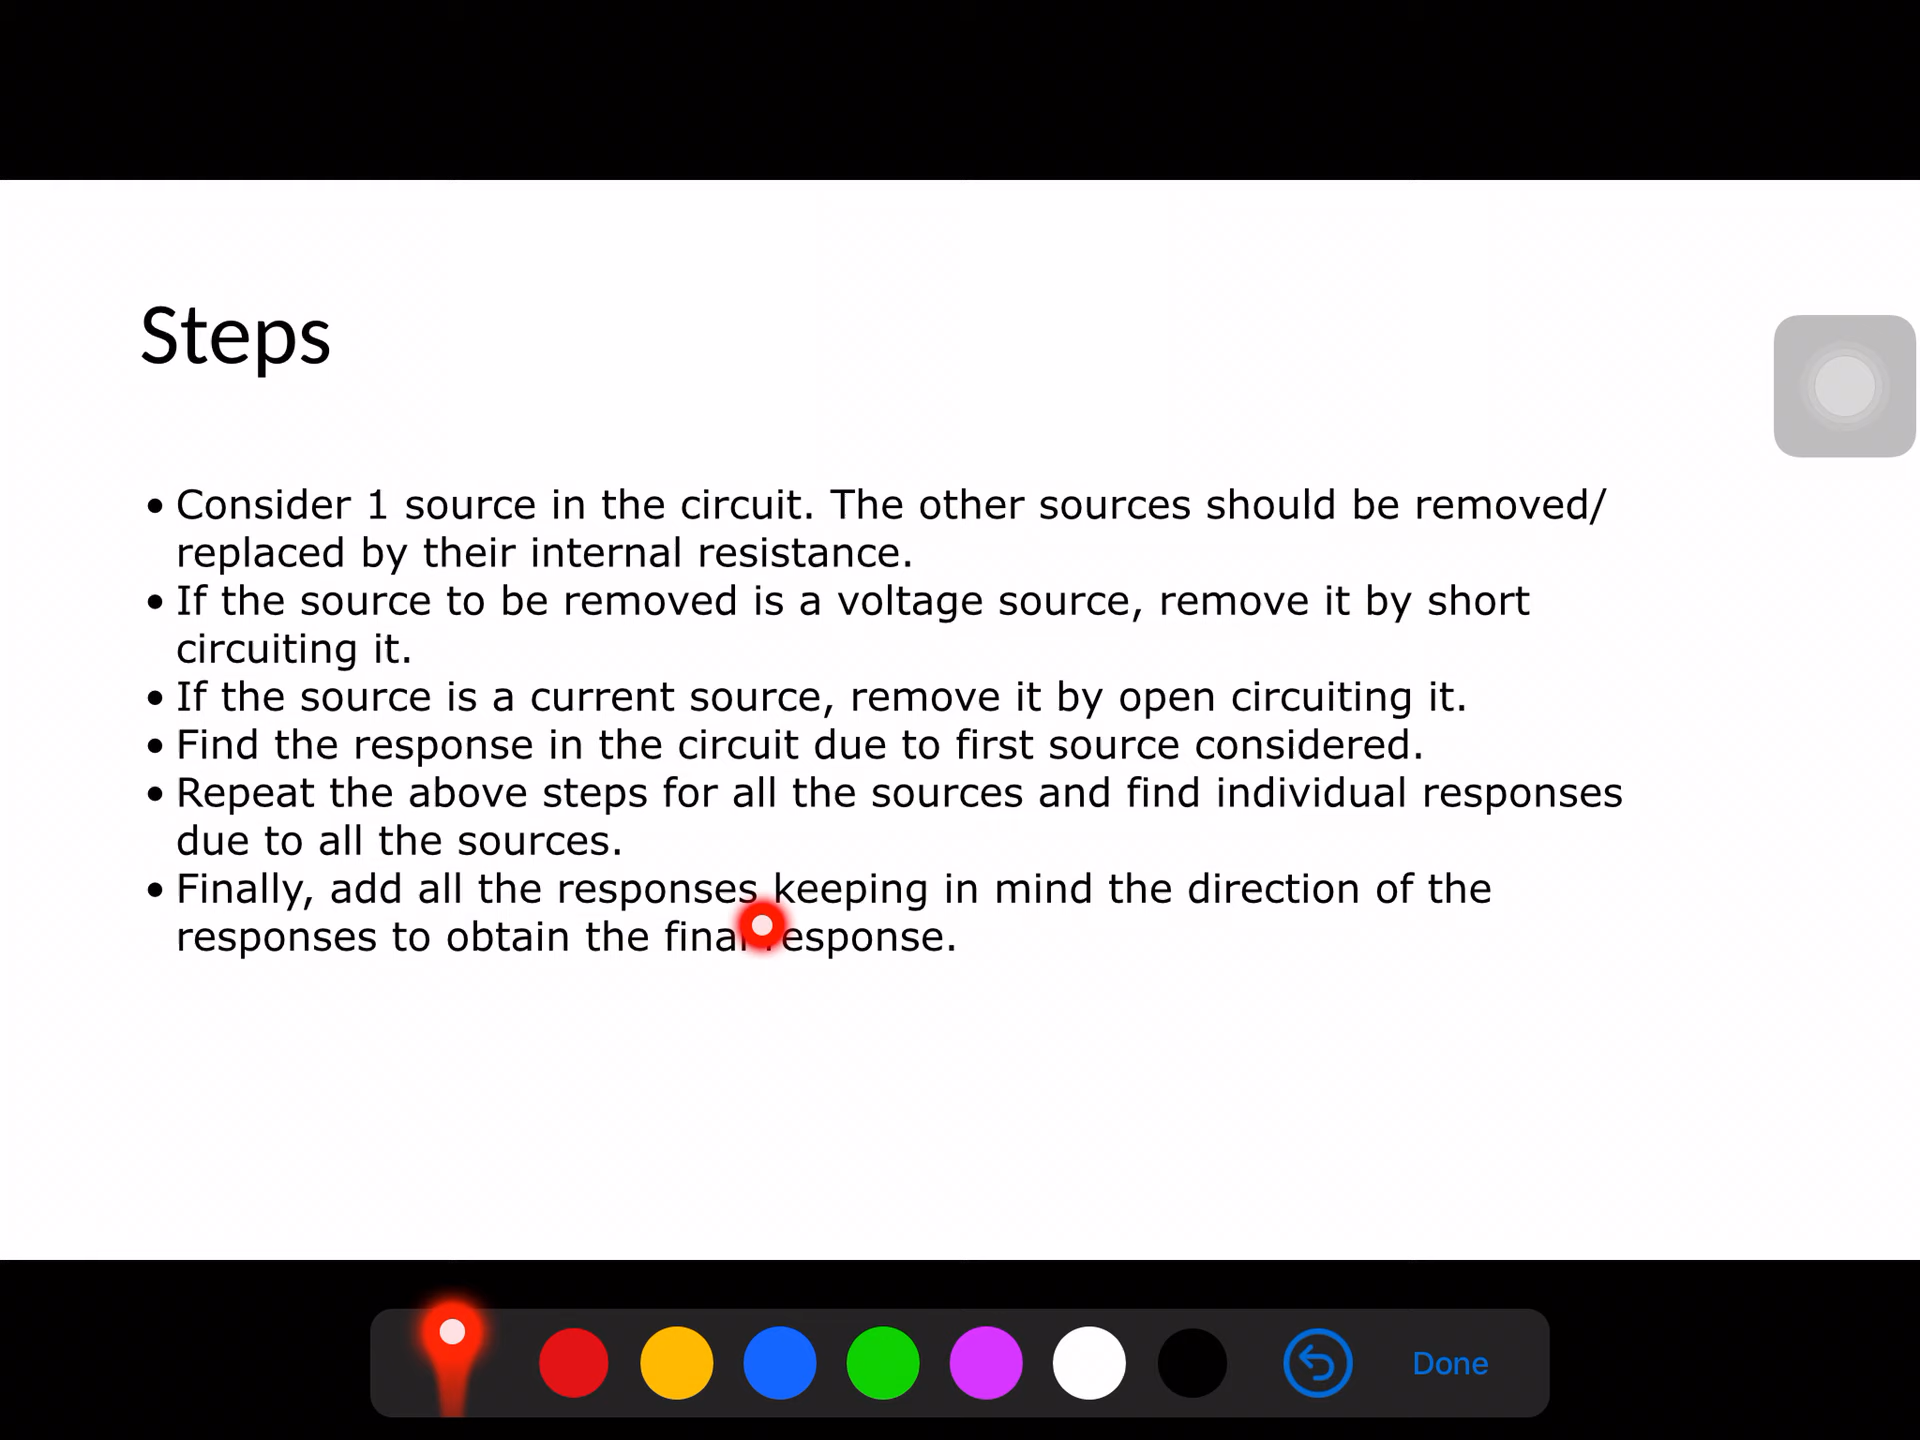 Steps
• Consider 1 source in the circuit. The other sources should be removed/
replaced by their internal resistance.
• If the source to be removed is a voltage source, remove it by short
circuiting it.
• If the source is a current source, remove it by open circuiting it.
• Find the response in the circuit due to first source considered.
• Repeat the above steps for all the sources and find individual responses
due to all the sources.
• Finally, add all the responses keeping in mind the direction of the
responses to obtain the final response.
Done